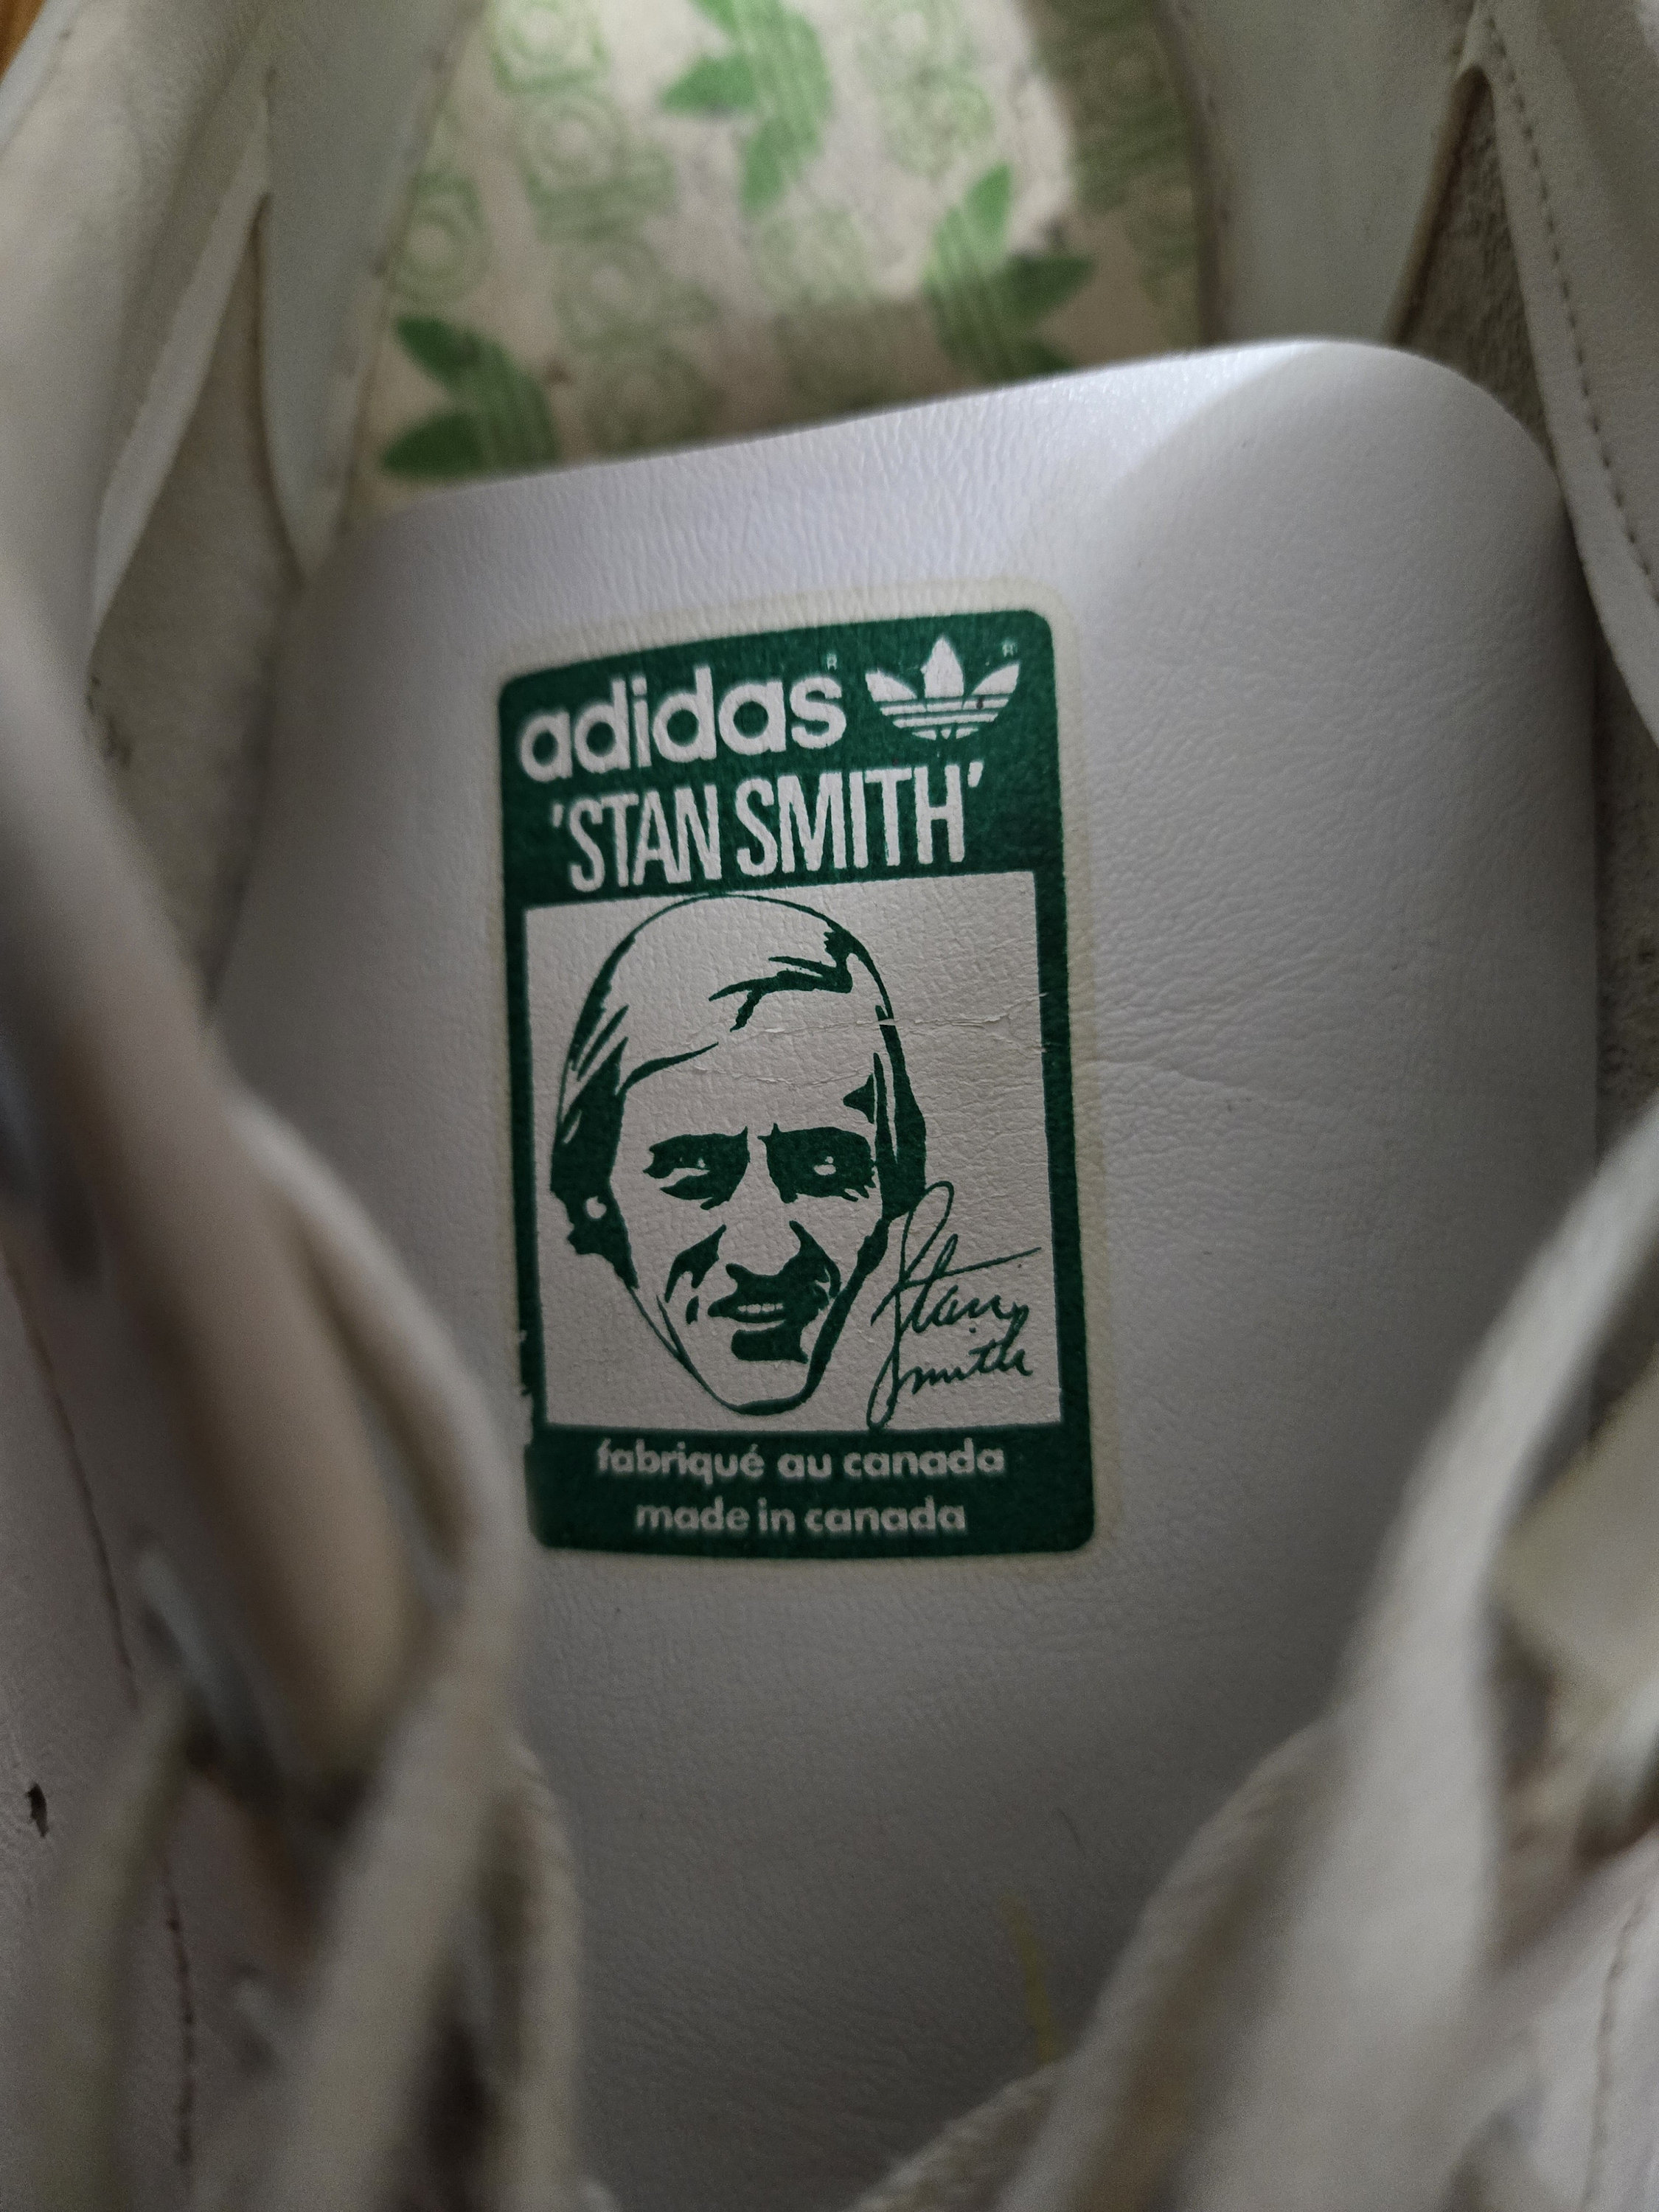 adidas® ®
'STAN SMITH'
Stan
Smith
fabriqué au canada
made in canada